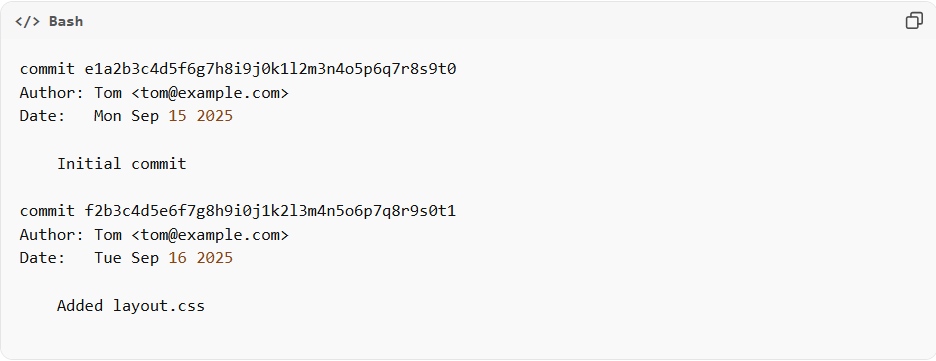 </> Bash
commit e1a2b3c4d5f6g7h8i9j0k1l2m3n4o5p6q7r8s9t0
Author: Tom <tom@example.com>
Date:   Mon Sep 15 2025
Initial commit
commit f2b3c4d5e6f7g8h9i0j1k2l3m4n5o6p7q8r9s0t1
Author: Tom <tom@example.com>
Date:   Tue Sep 16 2025
Added layout.css